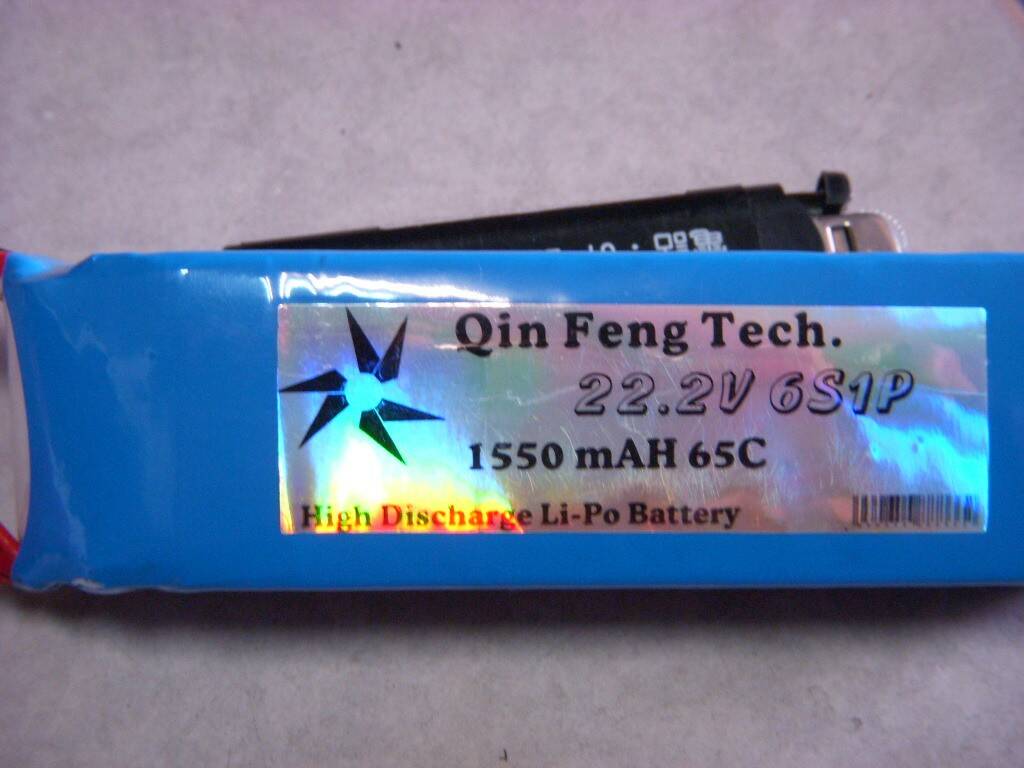 Qin Feng Tech.
22.2V 6S1P
1550 mAH 65C
High Discharge Li-Po Battery